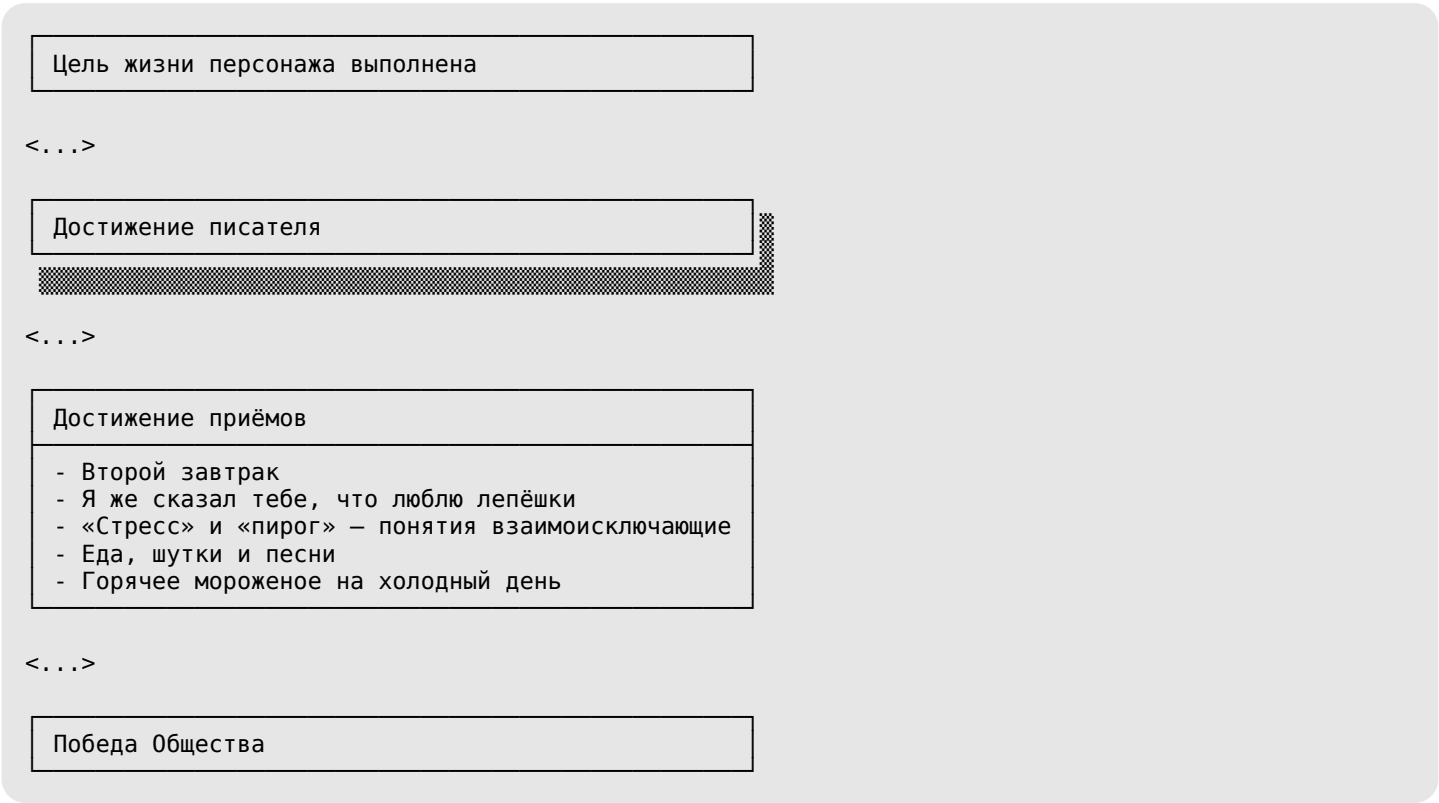 Цель жизни персонажа выполнена
<...>
Достижение писателя
<...>
Достижение приёмов
- Второй завтрак
- Я же сказал тебе, что люблю лепёшки
- «Стресс» и «пирог» — понятия взаимоисключающие
- Еда, шутки и песни
- Горячее мороженое на холодный день
<...>
Победа Общества